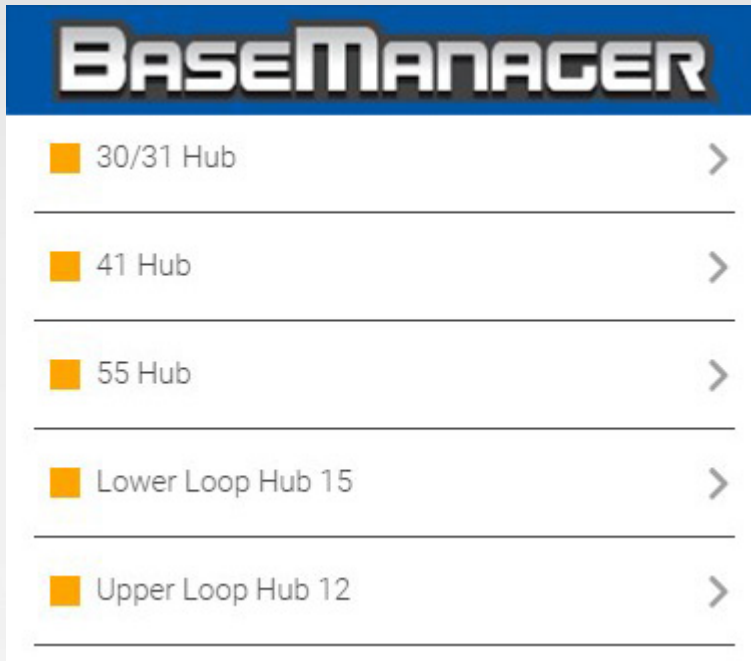 BASEMANAGER
30/31 Hub
41 Hub
55 Hub
Lower Loop Hub 15
Upper Loop Hub 12